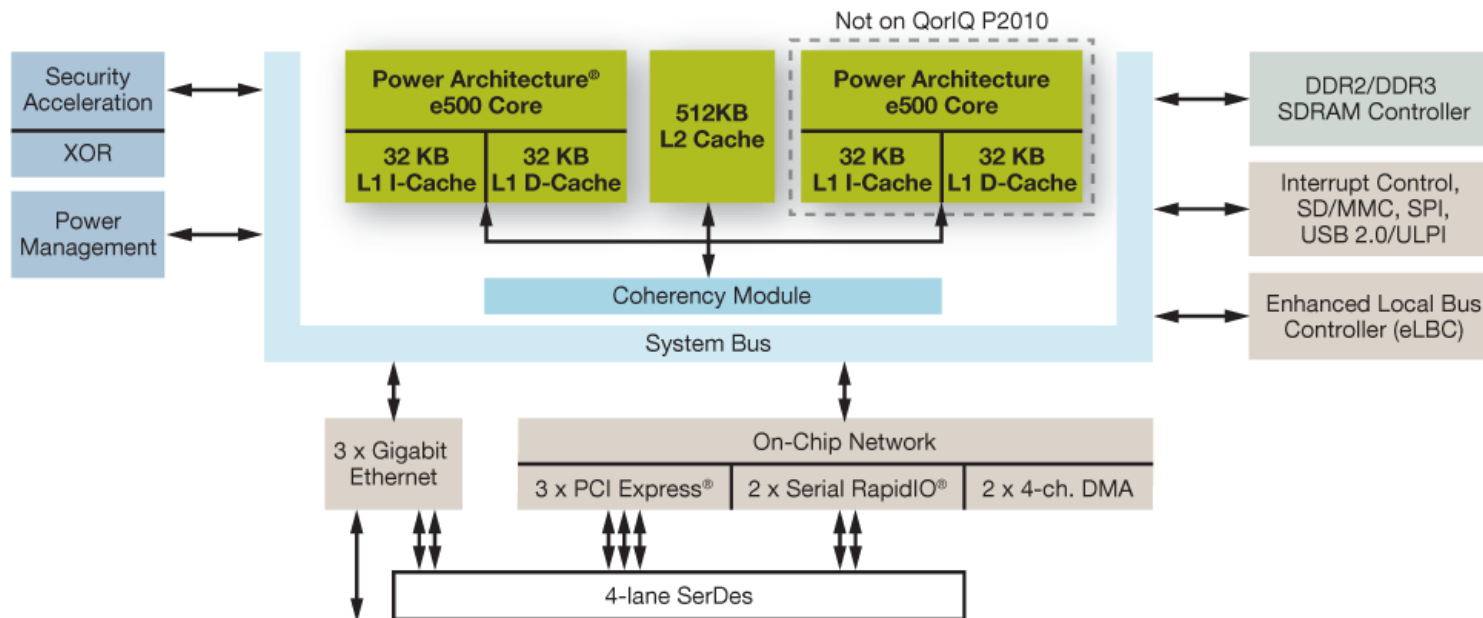 Not on QorIQ P2010
Security
Acceleration
XOR
Power
Management
Power Architecture®
e500 Core
32 KB
L1 I-Cache
32 KB
L1 D-Cache
512KB
L2 Cache
Power Architecture
e500 Core
32 KB
L1 I-Cache
32 KB
L1 D-Cache
DDR2/DDR3
SDRAM Controller
Interrupt Control,
SD/MMC, SPI,
USB 2.0/ULPI
Enhanced Local Bus
Controller (eLBC)
Coherency Module
System Bus
3 x Gigabit
Ethernet
On-Chip Network
3 x PCI Express®
2 x Serial RapidIO®
2 x 4-ch. DMA
4-lane SerDes